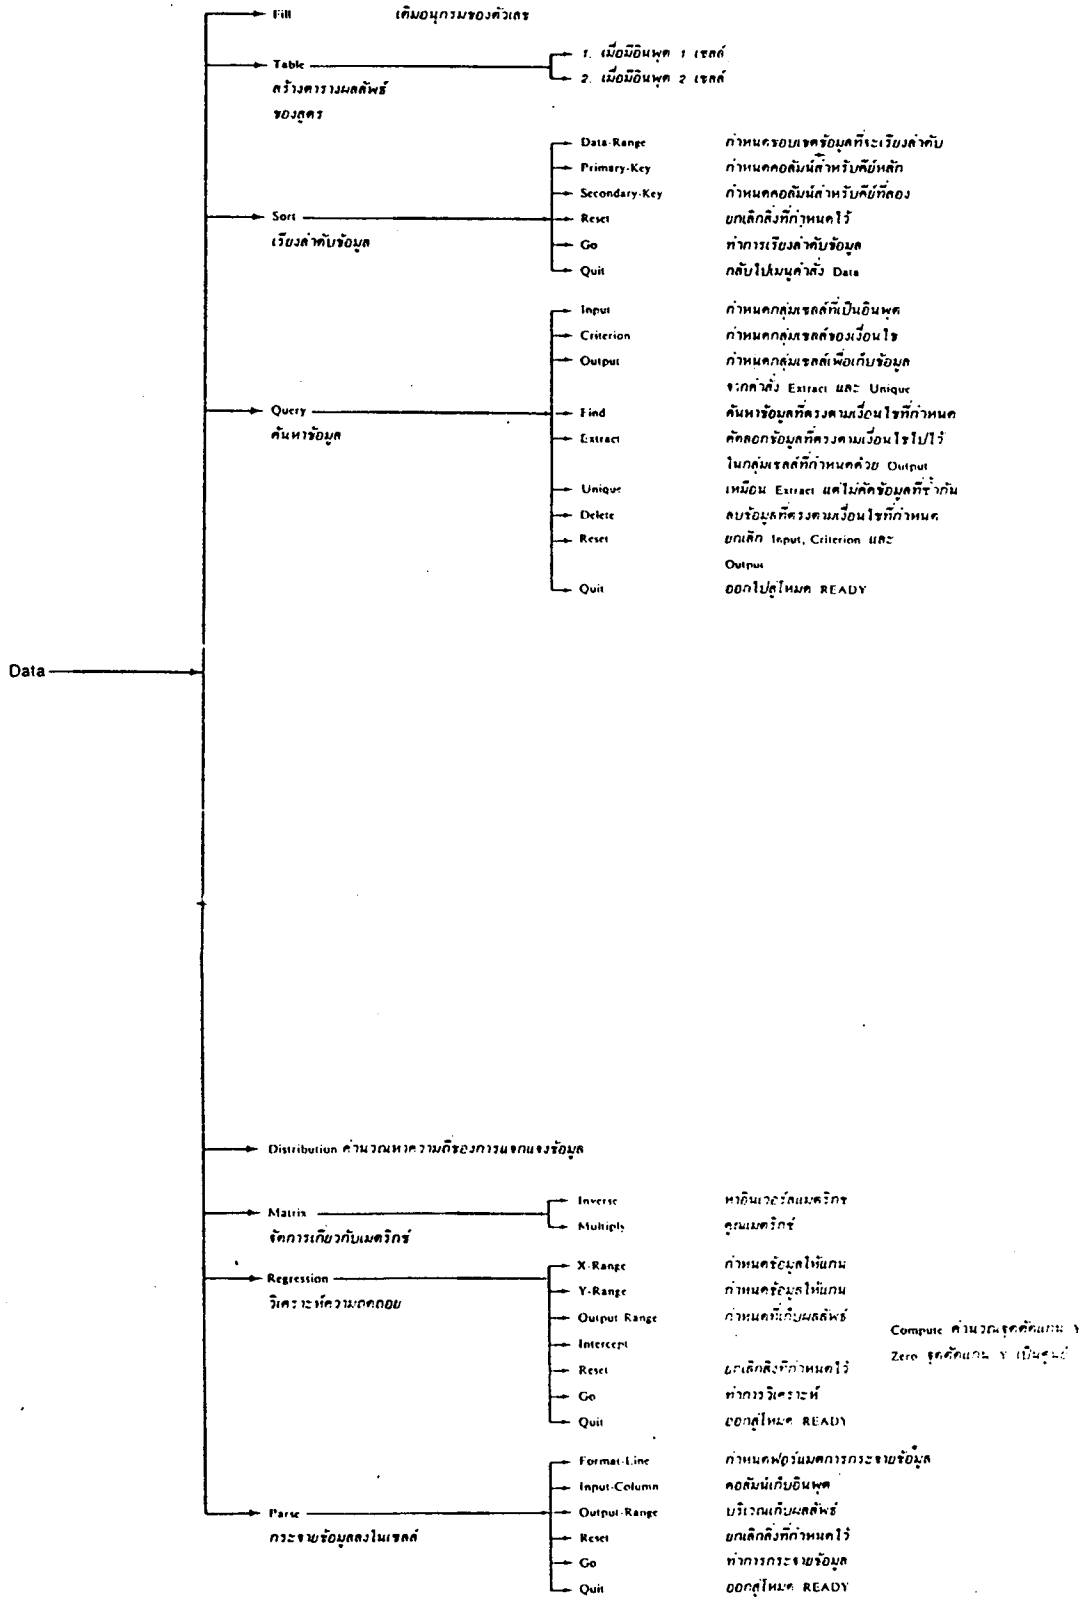 Fill เติมอนุกรมของตัวเลข
Table
สร้างตารางผลลัพธ์
ของสูตร
1. เมื่อมีอินพุต 1 เซลล์
2. เมื่อมีอินพุต 2 เซลล์
Sort
เรียงลำดับข้อมูล
Data-Range กำหนดขอบเขตข้อมูลที่จะเรียงลำดับ
Primary-Key กำหนดคอลัมน์สำหรับคีย์หลัก
Secondary-Key กำหนดคอลัมน์สำหรับคีย์ที่สอง
Reset ยกเลิกสิ่งที่กำหนดไว้
Go ทำการเรียงลำดับข้อมูล
Quit กลับไปเมนูคำสั่ง Data
Query
ค้นหาข้อมูล
Input กำหนดกลุ่มเซลล์ที่เป็นอินพุต
Criterion กำหนดกลุ่มเซลล์ของเงื่อนไข
Output กำหนดกลุ่มเซลล์เพื่อเก็บข้อมูล
จากคำสั่ง Extract และ Unique
Find ค้นหาข้อมูลที่ตรงตามเงื่อนไขที่กำหนด
Extract คัดลอกข้อมูลที่ตรงตามเงื่อนไขไปไว้
ในกลุ่มเซลล์ที่กำหนดด้วย Output
Unique เหมือน Extract แต่ไม่คัดข้อมูลที่ซ้ำกัน
Delete ลบข้อมูลที่ตรงตามเงื่อนไขที่กำหนด
Reset ยกเลิก Input, Criterion และ
Output
Quit ออกไปสู่โหมด READY
Data
Distribution คำนวณหาความถี่ของการแจกแจงข้อมูล
Matrix
จัดการเกี่ยวกับเมตริกซ์
Inverse หาอินเวอร์สเมตริกซ์
Multiply คูณเมตริกซ์
Regression
วิเคราะห์ความถดถอย
X-Range กำหนดข้อมูลให้แกน
Y-Range กำหนดข้อมูลให้แกน
Output Range กำหนดที่เก็บผลลัพธ์
Intercept
Compute คำนวณจุดตัดแกน Y
Zero จุดตัดแกน Y เป็นศูนย์
Reset ยกเลิกสิ่งที่กำหนดไว้
Go ทำการวิเคราะห์
Quit ออกสู่โหมด READY
Parse
กระจายข้อมูลลงในเซลล์
Format-Line กำหนดฟอร์แมตการกระจายข้อมูล
Input-Column คอลัมน์เก็บอินพุต
Output-Range บริเวณเก็บผลลัพธ์
Reset ยกเลิกสิ่งที่กำหนดไว้
Go ทำการกระจายข้อมูล
Quit ออกสู่โหมด READY